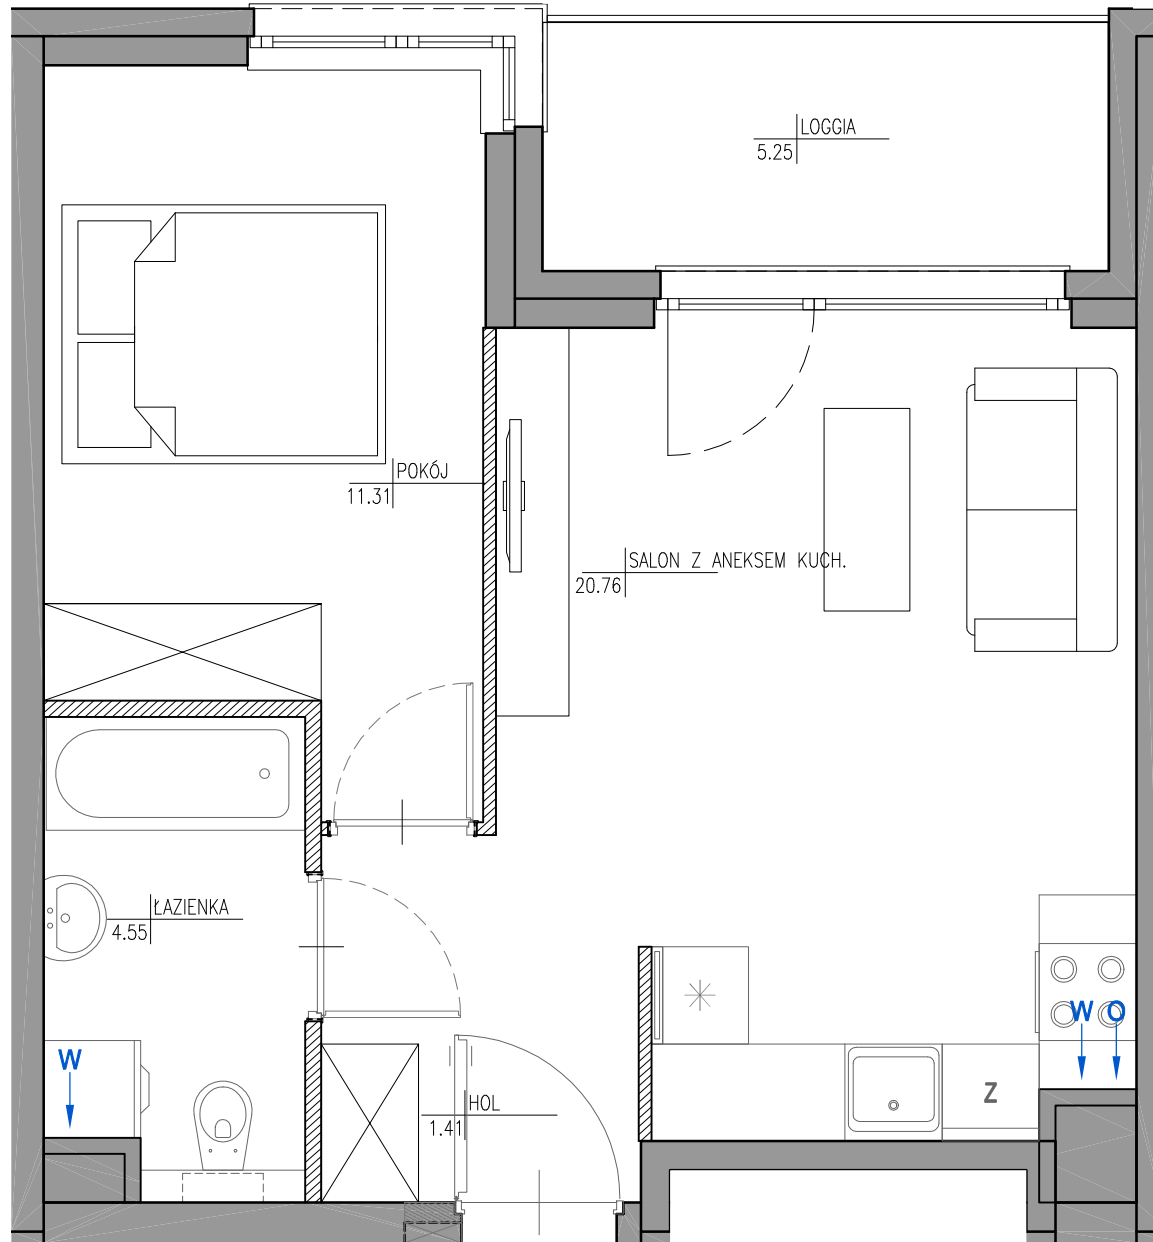 LOGGIA
5.25
POKÓJ
11.31
SALON Z ANEKSEM KUCH.
20.76
ŁAZIENKA
4.55
W O
W
Z
HOL
1.41